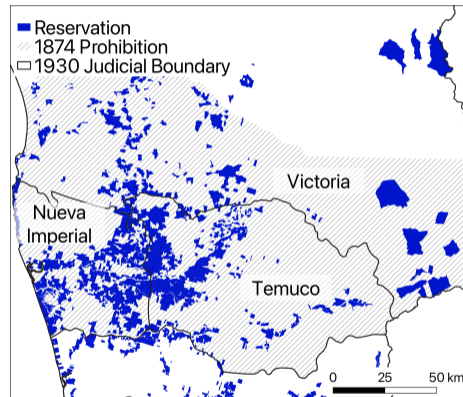 Reservation
1874 Prohibition
1930 Judicial Boundary
Victoria
Nueva
Imperial
Temuco
0 25 50 km